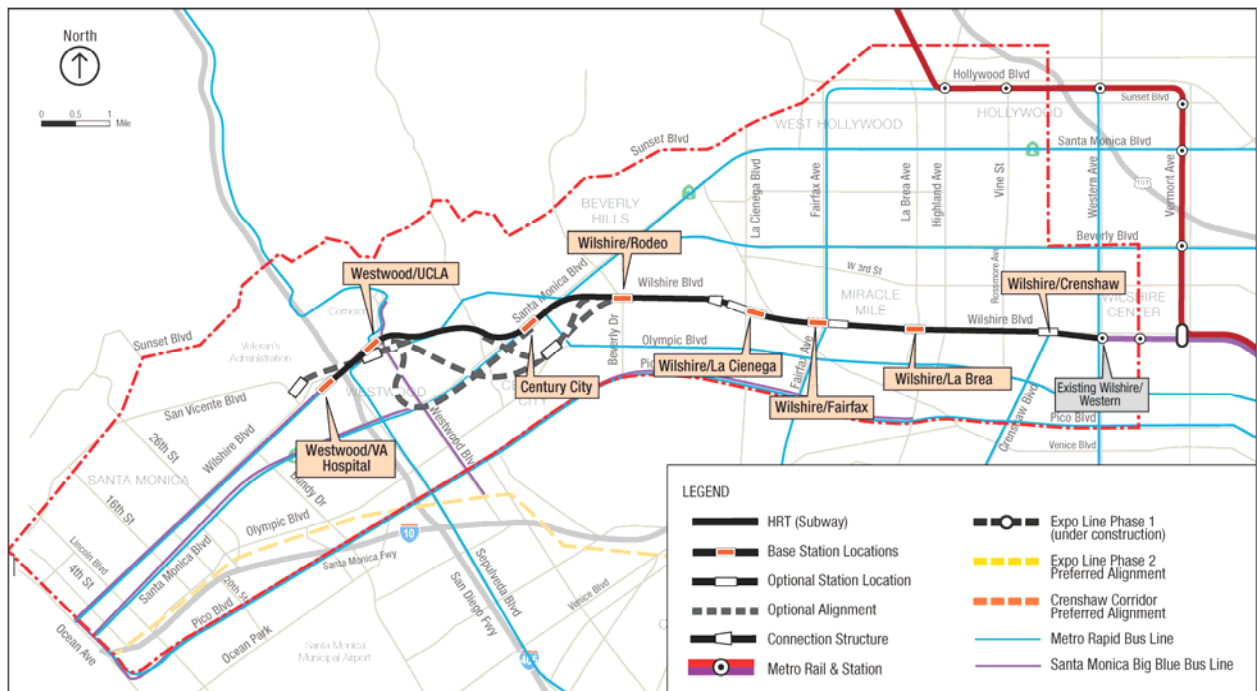 North
0 0.5 1
Mile
Hollywood Blvd
Sunset Blvd
HOLLYWOOD
WEST HOLLYWOOD
Santa Monica Blvd
Sunset Blvd
101
La Cienega Blvd
Fairfax Ave
La Brea Ave
Highland Ave
Vine St
Western Ave
Vermont Ave
BEVERLY
HILLS
Beverly Blvd
Wilshire/Rodeo
Westwood/UCLA
Santa Monica Blvd
Wilshire Blvd
W 3rd St
Rossmore Ave
Wilshire/Crenshaw
MIRACLE
MILE
WILSHIRE
CENTER
Wilshire Blvd
Cemetery
Sunset Blvd
Veteran's
Administration
Beverly Dr
Olympic Blvd
Wilshire/La Cienega
Fairfax Ave
Wilshire/La Brea
Existing Wilshire/
Western
Century City
Wilshire/Fairfax
Crenshaw Blvd
Pico Blvd
Venice Blvd
WESTWOOD
San Vicente Blvd
Westwood/VA
Hospital
Westwood Blvd
26th St
Wilshire Blvd
SANTA MONICA
Bundy Dr
16th St
Olympic Blvd
10
Lincoln Blvd
Santa Monica Blvd
20th St
Santa Monica Fwy
4th St
Pico Blvd
Sepulveda Blvd
San Diego Fwy
Venice Blvd
Ocean Ave
Ocean Park
Santa Monica
Municipal Airport
405
LEGEND
HRT (Subway)
Base Station Locations
Optional Station Location
Optional Alignment
Connection Structure
Metro Rail & Station
Expo Line Phase 1
(under construction)
Expo Line Phase 2
Preferred Alignment
Crenshaw Corridor
Preferred Alignment
Metro Rapid Bus Line
Santa Monica Big Blue Bus Line